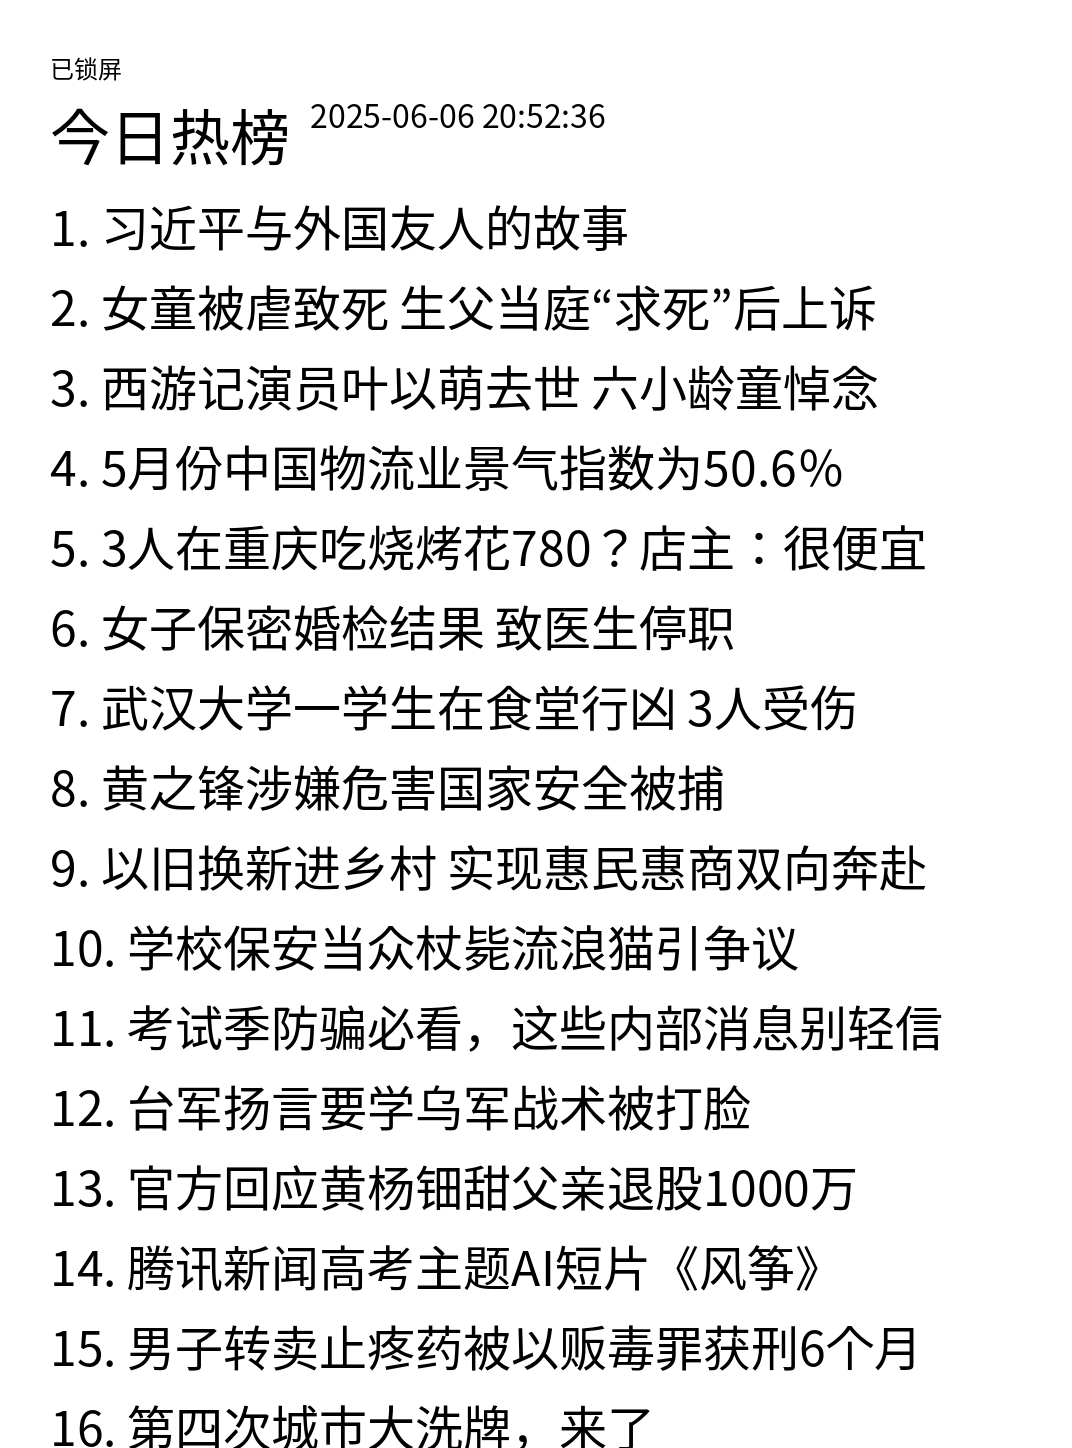 已锁屏
今日热榜 2025-06-06 20:52:36
1. 习近平与外国友人的故事
2. 女童被虐致死 生父当庭“求死”后上诉
3. 西游记演员叶以萌去世 六小龄童悼念
4. 5月份中国物流业景气指数为50.6%
5. 3人在重庆吃烧烤花780？店主：很便宜
6. 女子保密婚检结果 致医生停职
7. 武汉大学一学生在食堂行凶 3人受伤
8. 黄之锋涉嫌危害国家安全被捕
9. 以旧换新进乡村 实现惠民惠商双向奔赴
10. 学校保安当众杖毙流浪猫引争议
11. 考试季防骗必看，这些内部消息别轻信
12. 台军扬言要学乌军战术被打脸
13. 官方回应黄杨钿甜父亲退股1000万
14. 腾讯新闻高考主题AI短片《风筝》
15. 男子转卖止疼药被以贩毒罪获刑6个月
16. 第四次城市大洗牌，来了